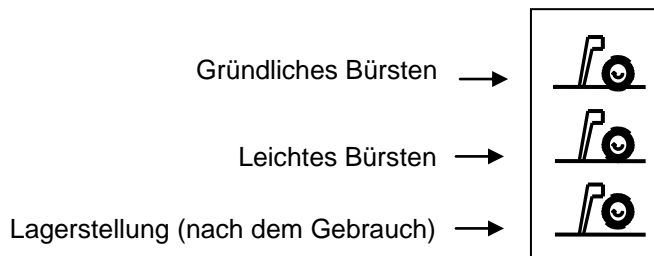 Gründliches Bürsten
Leichtes Bürsten
Lagerstellung (nach dem Gebrauch)